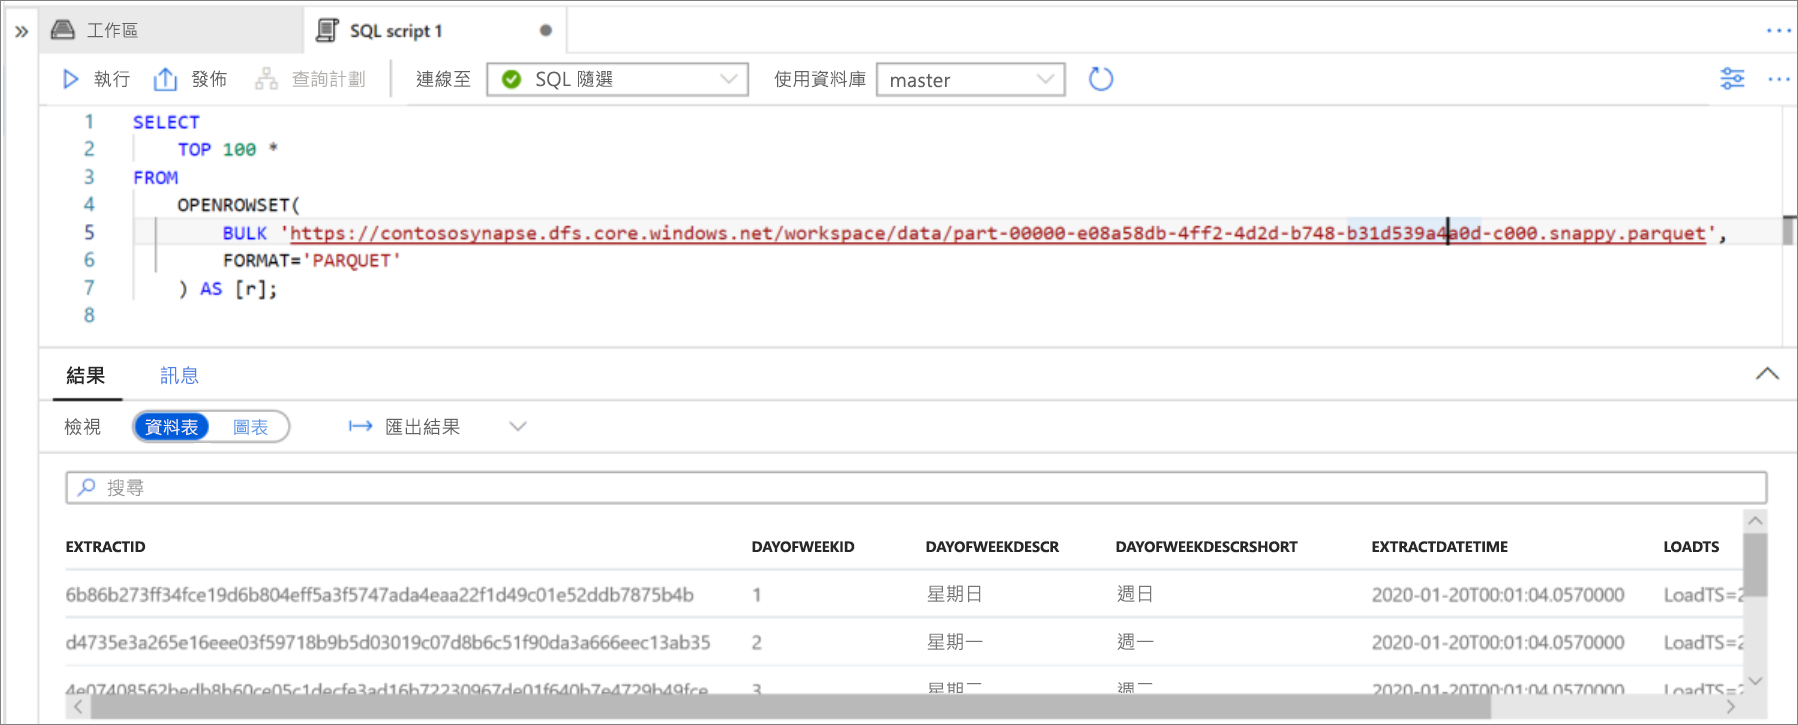 工作區 SQL script 1
執行 發佈 查詢計劃 連線至 SQL 隨選 使用資料庫 master
1 SELECT
2 TOP 100 *
3 FROM
4 OPENROWSET(
5 BULK 'https://contososynapse.dfs.core.windows.net/workspace/data/part-00000-e08a58db-4ff2-4d2d-b748-b31d539a4a0d-c000.snappy.parquet',
6 FORMAT='PARQUET'
7 ) AS [r];
8
結果 訊息
檢視 資料表 圖表 匯出結果
搜尋
EXTRACTID DAYOFWEEKID DAYOFWEEKDESCR DAYOFWEEKDESCRSHORT EXTRACTDATETIME LOADTS
6b86b273ff34fce19d6b804eff5a3f5747ada4eaa22f1d49c01e52ddb7875b4b 1 星期日 週日 2020-01-20T00:01:04.0570000 LoadTS=2
d4735e3a265e16eee03f59718b9b5d03019c07d8b6c51f90da3a666eec13ab35 2 星期一 週一 2020-01-20T00:01:04.0570000 LoadTS=2
4e07408562bedb8b60ce05c1decfe3ad16b72230967de01f640b7e4729b49fce 3 星期二 週二 2020-01-20T00:01:04.0570000 LoadTS=2